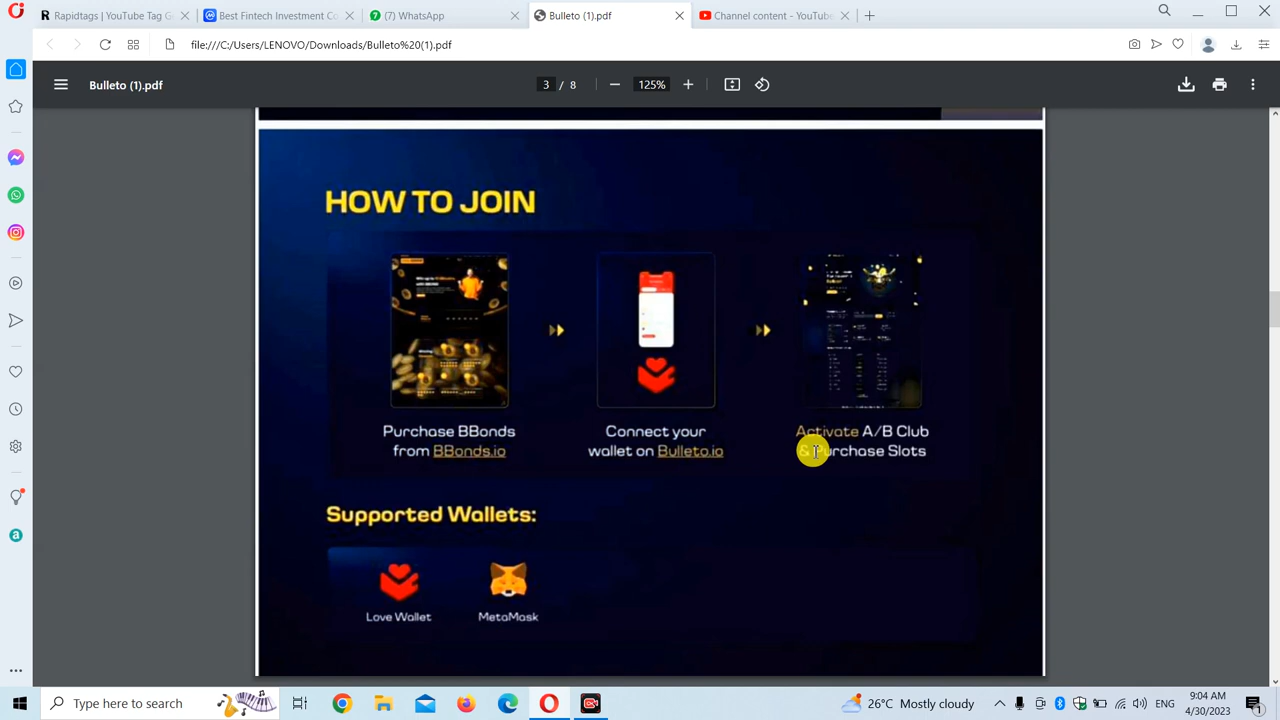 Rapidtags | YouTube Tag G
Best Fintech Investment Co
(7) WhatsApp
Bulleto (1).pdf
Channel content - YouTube
file:///C:/Users/LENOVO/Downloads/Bulleto%20(1).pdf
Bulleto (1).pdf
3 / 8
125%
HOW TO JOIN
Purchase BBonds
from BBonds.io
Connect your
wallet on Bulleto.io
Activate A/B Club
& Purchase Slots
Supported Wallets:
Love Wallet
MetaMask
Type here to search
26°C Mostly cloudy
ENG
9:04 AM
4/30/2023